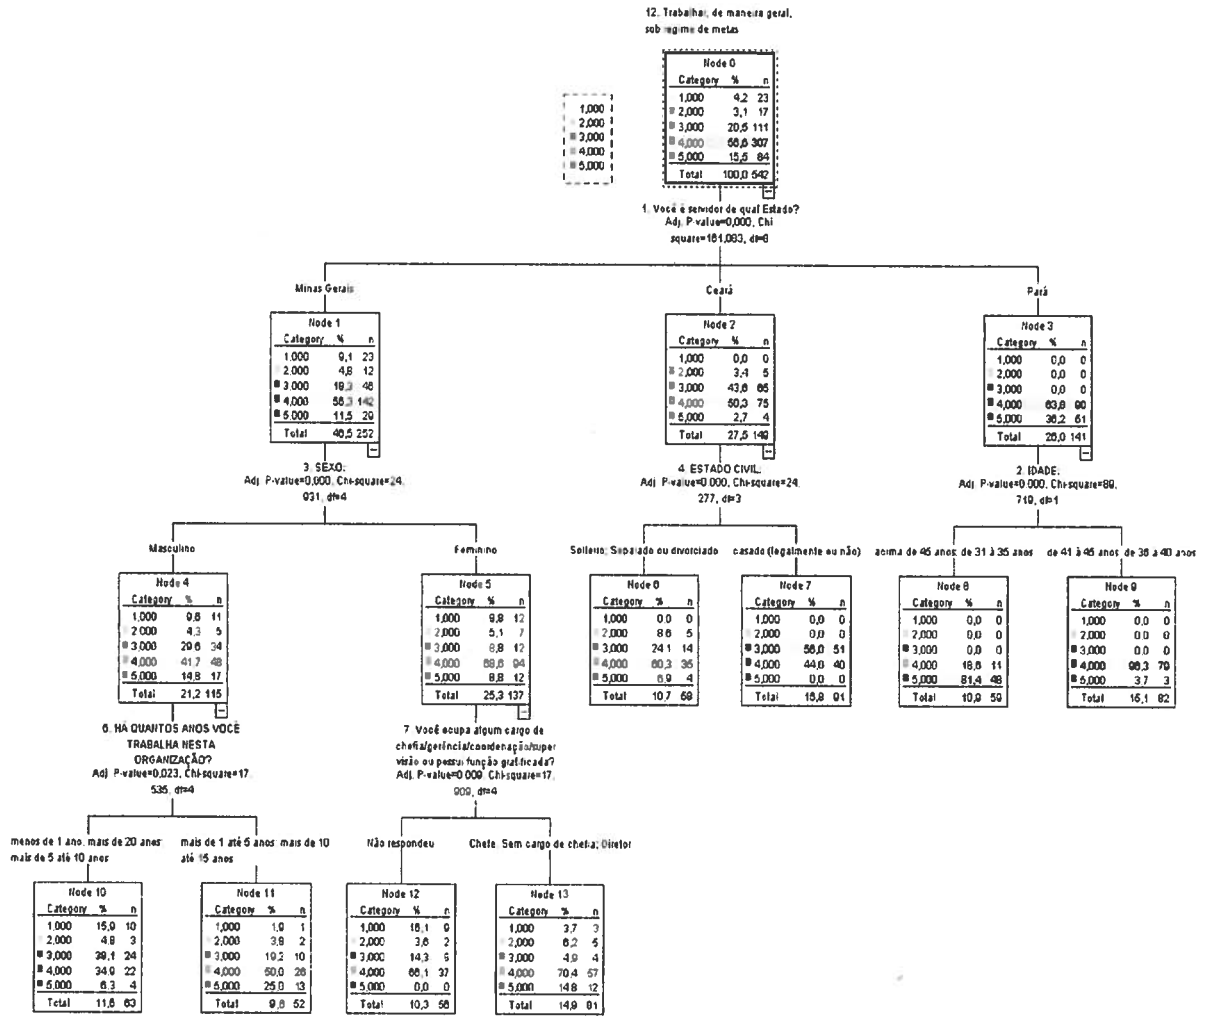 12. Trabalhar, de maneira geral,
sob regime de metas
Node 0
Category % n
1,000 4,2 23
2,000 3,1 17
3,000 20,5 111
4,000 56,6 307
5,000 15,5 84
Total 100,0 542
1,000
2,000
3,000
4,000
5,000
1. Você é servidor de qual Estado?
Adj. P-value=0,000, Chi
square=161,083, df=8
Minas Gerais
Ceará
Pará
Node 1
Category % n
1,000 9,1 23
2,000 4,8 12
3,000 18,3 46
4,000 56,3 142
5,000 11,5 29
Total 46,5 252
Node 2
Category % n
1,000 0,0 0
2,000 3,4 5
3,000 43,6 65
4,000 50,3 75
5,000 2,7 4
Total 27,5 149
Node 3
Category % n
1,000 0,0 0
2,000 0,0 0
3,000 0,0 0
4,000 63,8 90
5,000 36,2 51
Total 26,0 141
3. SEXO:
Adj. P-value=0,000, Chi-square=24,
931, df=4
4. ESTADO CIVIL:
Adj. P-value=0,000, Chi-square=24,
277, df=3
2. IDADE:
Adj. P-value=0,000, Chi-square=89,
719, df=1
Masculino
Feminino
Solteiro; Separado ou divorciado
casado (legalmente ou não)
acima de 45 anos; de 31 à 35 anos
de 41 à 45 anos; de 36 a 40 anos
Node 4
Category % n
1,000 9,6 11
2,000 4,3 5
3,000 29,6 34
4,000 41,7 48
5,000 14,8 17
Total 21,2 115
Node 5
Category % n
1,000 8,8 12
2,000 5,1 7
3,000 8,8 12
4,000 68,6 94
5,000 8,8 12
Total 25,3 137
Node 6
Category % n
1,000 0,0 0
2,000 8,6 5
3,000 24,1 14
4,000 60,3 35
5,000 6,9 4
Total 10,7 58
Node 7
Category % n
1,000 0,0 0
2,000 0,0 0
3,000 56,0 51
4,000 44,0 40
5,000 0,0 0
Total 16,8 91
Node 8
Category % n
1,000 0,0 0
2,000 0,0 0
3,000 0,0 0
4,000 18,6 11
5,000 81,4 48
Total 10,9 59
Node 9
Category % n
1,000 0,0 0
2,000 0,0 0
3,000 0,0 0
4,000 96,3 79
5,000 3,7 3
Total 15,1 82
6. HÁ QUANTOS ANOS VOCÊ
TRABALHA NESTA
ORGANIZAÇÃO?
Adj. P-value=0,023, Chi-square=17,
535, df=4
7. Você ocupa algum cargo de
chefia/gerência/coordenação/super
visão ou possui função gratificada?
Adj. P-value=0,009, Chi-square=17,
909, df=4
menos de 1 ano; mais de 20 anos;
mais de 5 até 10 anos
mais de 1 até 5 anos; mais de 10
até 15 anos
Não respondeu
Chefe; Sem cargo de chefia; Diretor
Node 10
Category % n
1,000 15,9 10
2,000 4,8 3
3,000 38,1 24
4,000 34,9 22
5,000 6,3 4
Total 11,6 63
Node 11
Category % n
1,000 1,9 1
2,000 3,8 2
3,000 19,2 10
4,000 50,0 26
5,000 25,0 13
Total 9,6 52
Node 12
Category % n
1,000 16,1 9
2,000 3,6 2
3,000 14,3 8
4,000 66,1 37
5,000 0,0 0
Total 10,3 56
Node 13
Category % n
1,000 3,7 3
2,000 6,2 5
3,000 4,9 4
4,000 70,4 57
5,000 14,8 12
Total 14,9 81